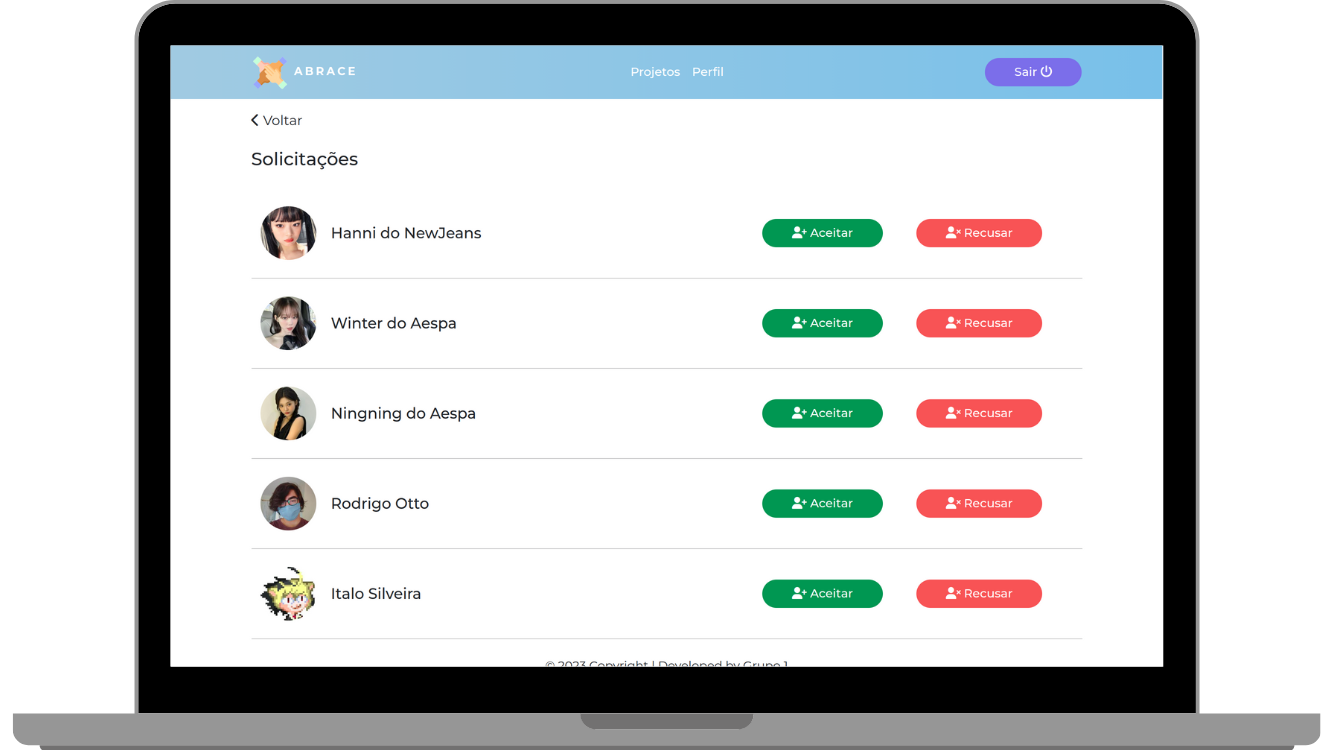 ABRACE
Projetos Perfil
Sair
Voltar
Solicitações
Hanni do NewJeans Aceitar Recusar
Winter do Aespa Aceitar Recusar
Ningning do Aespa Aceitar Recusar
Rodrigo Otto Aceitar Recusar
Italo Silveira Aceitar Recusar
© 2023 Copyright | Developed by Grupo 1